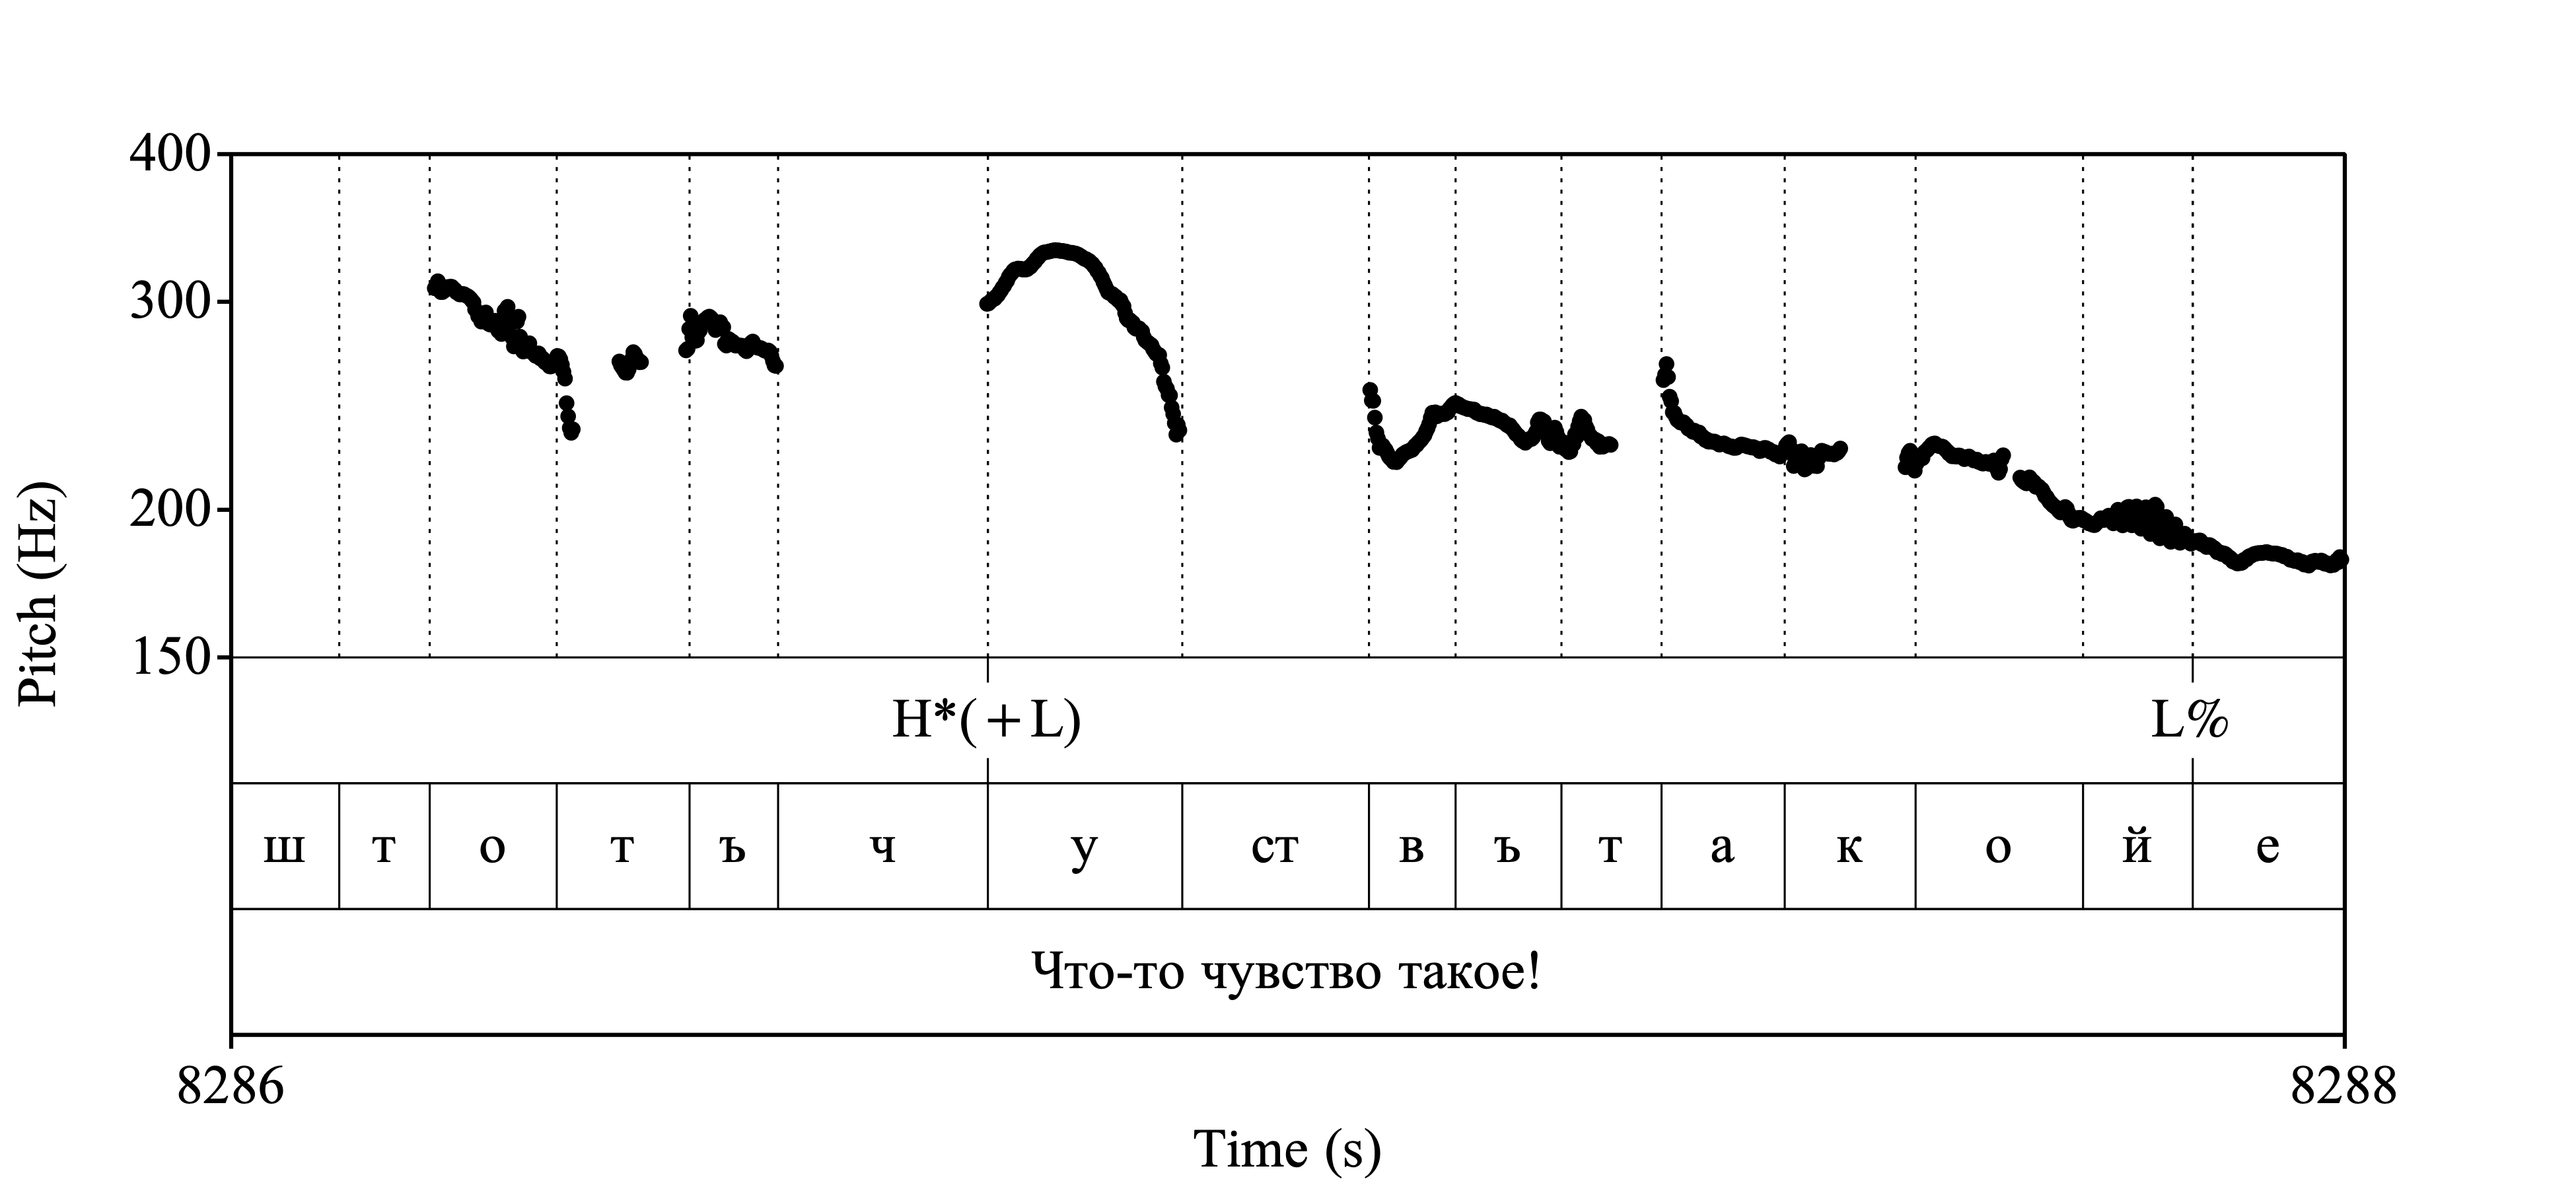 400
300
200
150
Pitch (Hz)
H*(+L) L%
ш т о т ъ ч у ст в ъ т а к о й е
Что-то чувство такое!
8286 8288
Time (s)